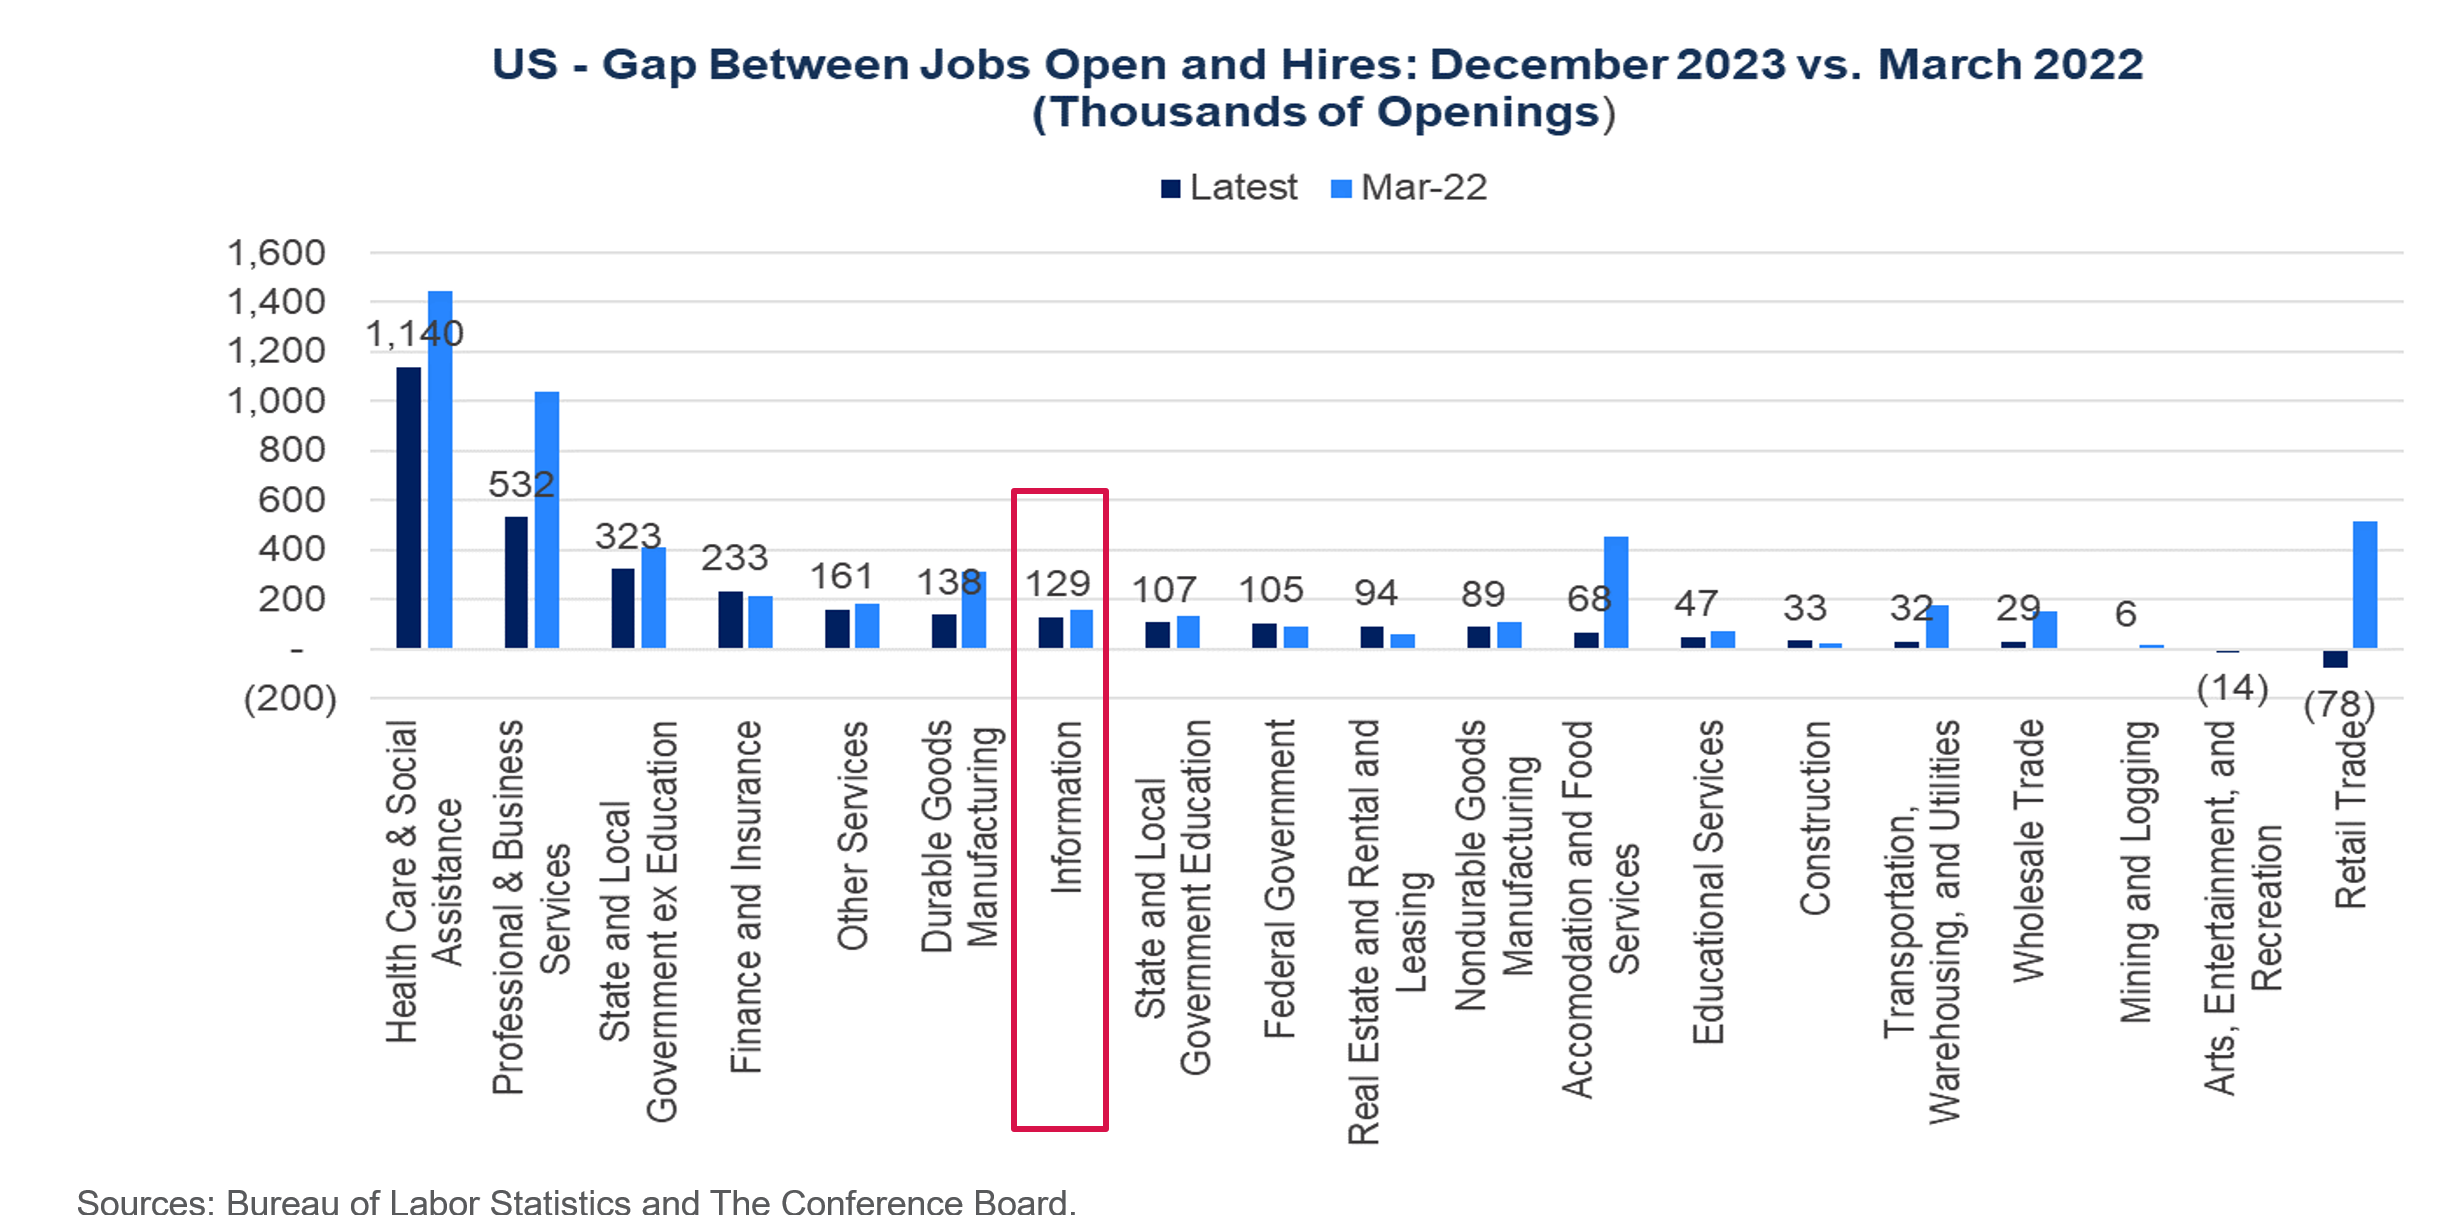 US - Gap Between Jobs Open and Hires: December 2023 vs. March 2022
(Thousands of Openings)
Latest
Mar-22
1,600
1,400
1,200
1,000
800
600
400
200
-
(200)
1,140
532
323
233
161
138
129
107
105
94
89
68
47
33
32
29
6
(14)
(78)
Health Care & Social
Assistance
Professional & Business
Services
State and Local
Government ex Education
Finance and Insurance
Other Services
Durable Goods
Manufacturing
Information
State and Local
Government Education
Federal Government
Real Estate and Rental and
Leasing
Nondurable Goods
Manufacturing
Accomodation and Food
Services
Educational Services
Construction
Transportation,
Warehousing, and Utilities
Wholesale Trade
Mining and Logging
Arts, Entertainment, and
Recreation
Retail Trade
Sources: Bureau of Labor Statistics and The Conference Board.